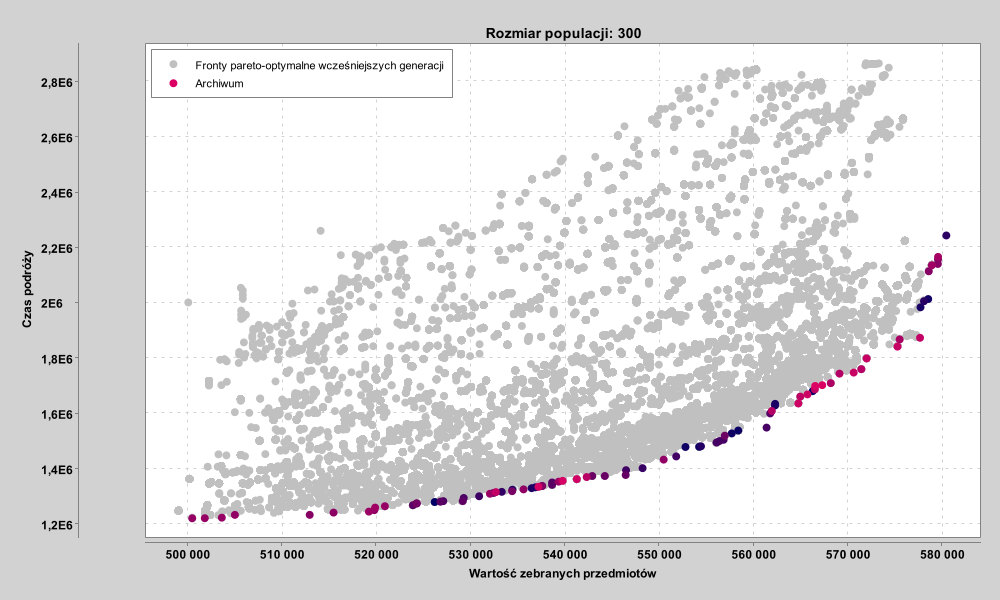 Rozmiar populacji: 300
Fronty pareto-optymalne wcześniejszych generacji
Archiwum
2,8E6
2,6E6
2,4E6
2,2E6
2E6
1,8E6
1,6E6
1,4E6
1,2E6
Czas podróży
500 000 510 000 520 000 530 000 540 000 550 000 560 000 570 000 580 000
Wartość zebranych przedmiotów